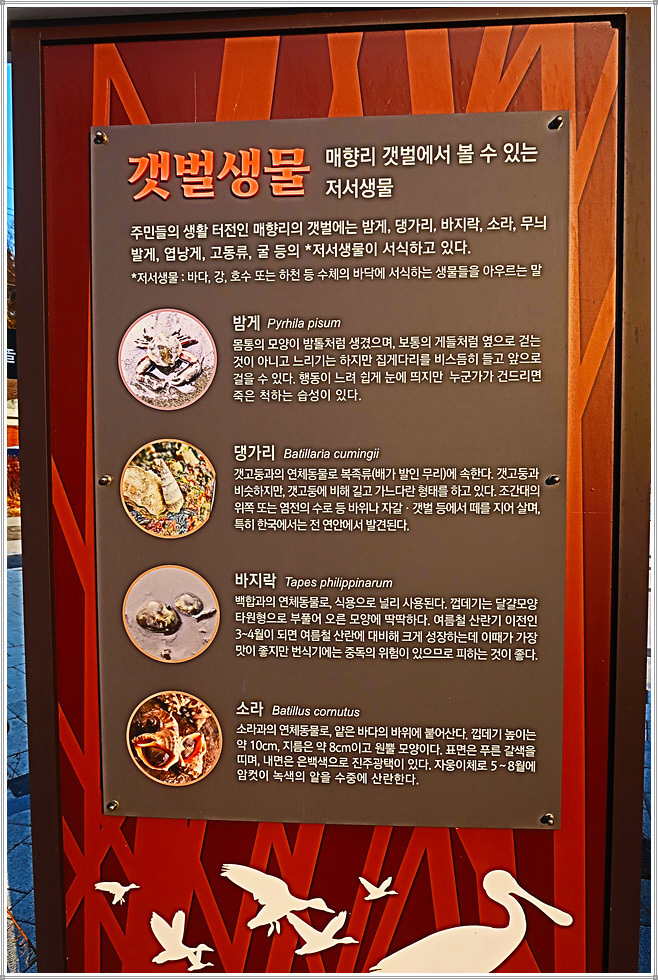 갯벌생물 매향리 갯벌에서 볼 수 있는
저서생물
주민들의 생활 터전인 매향리의 갯벌에는 밤게, 댕가리, 바지락, 소라, 무늬
발게, 엽낭게, 고동류, 굴 등의 *저서생물이 서식하고 있다.
*저서생물 : 바다, 강, 호수 또는 하천 등 수체의 바닥에 서식하는 생물들을 아우르는 말
밤게 Pyrhila pisum
몸통의 모양이 밤톨처럼 생겼으며, 보통의 게들처럼 옆으로 걷는
것이 아니고 느리기는 하지만 집게다리를 비스듬히 들고 앞으로
걸을 수 있다. 행동이 느려 쉽게 눈에 띄지만 누군가가 건드리면
죽은 척하는 습성이 있다.
댕가리 Batillaria cumingii
갯고둥과의 연체동물로 복족류(배가 발인 무리)에 속한다. 갯고둥과
비슷하지만, 갯고둥에 비해 길고 가느다란 형태를 하고 있다. 조간대의
위쪽 또는 염전의 수로 등 바위나 자갈 · 갯벌 등에서 떼를 지어 살며,
특히 한국에서는 전 연안에서 발견된다.
바지락 Tapes philippinarum
백합과의 연체동물로, 식용으로 널리 사용된다. 껍데기는 달걀모양
타원형으로 부풀어 오른 모양에 딱딱하다. 여름철 산란기 이전인
3~4월이 되면 여름철 산란에 대비해 크게 성장하는데 이때가 가장
맛이 좋지만 번식기에는 중독의 위험이 있으므로 피하는 것이 좋다.
소라 Batillus cornutus
소라과의 연체동물로, 얕은 바다의 바위에 붙어산다. 껍데기 높이는
약 10cm, 지름은 약 8cm이고 원뿔 모양이다. 표면은 푸른 갈색을
띠며, 내면은 은백색으로 진주광택이 있다. 자웅이체로 5~8월에
암컷이 녹색의 알을 수중에 산란한다.